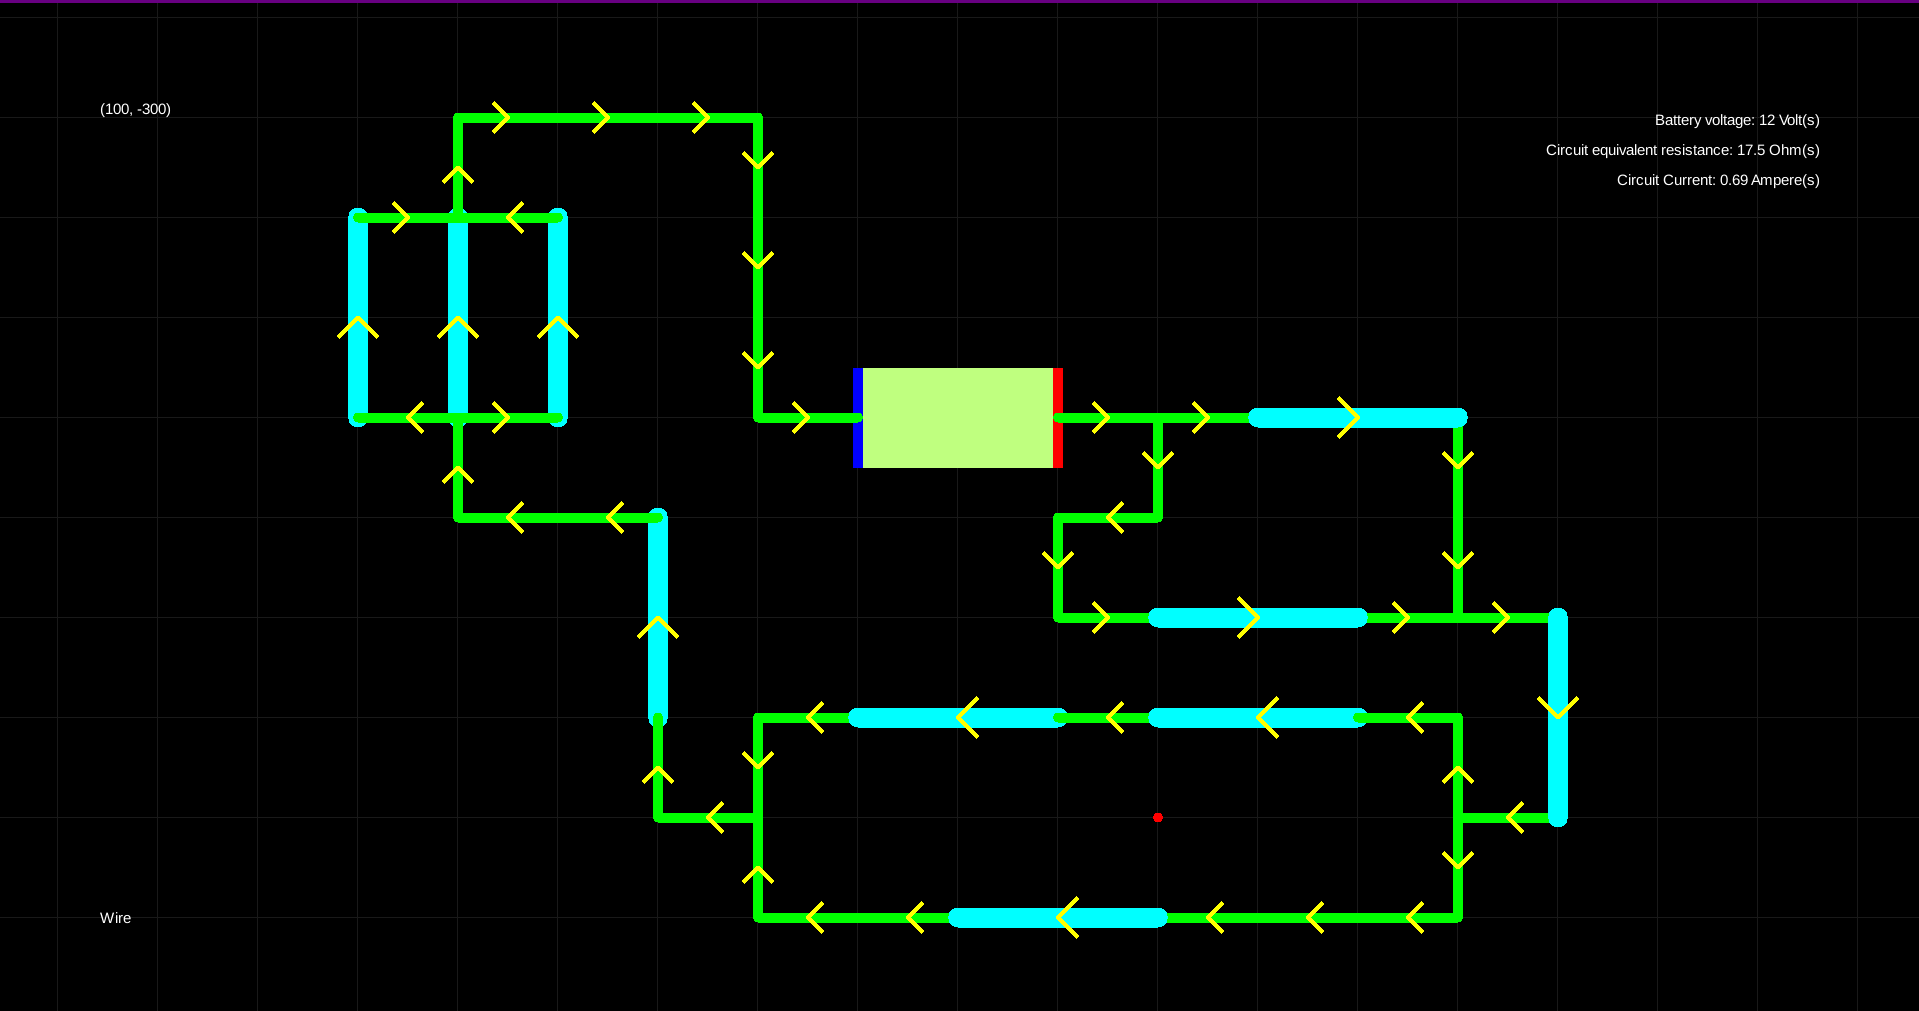 (100, -300)
Battery voltage: 12 Volt(s)
Circuit equivalent resistance: 17.5 Ohm(s)
Circuit Current: 0.69 Ampere(s)
Wire